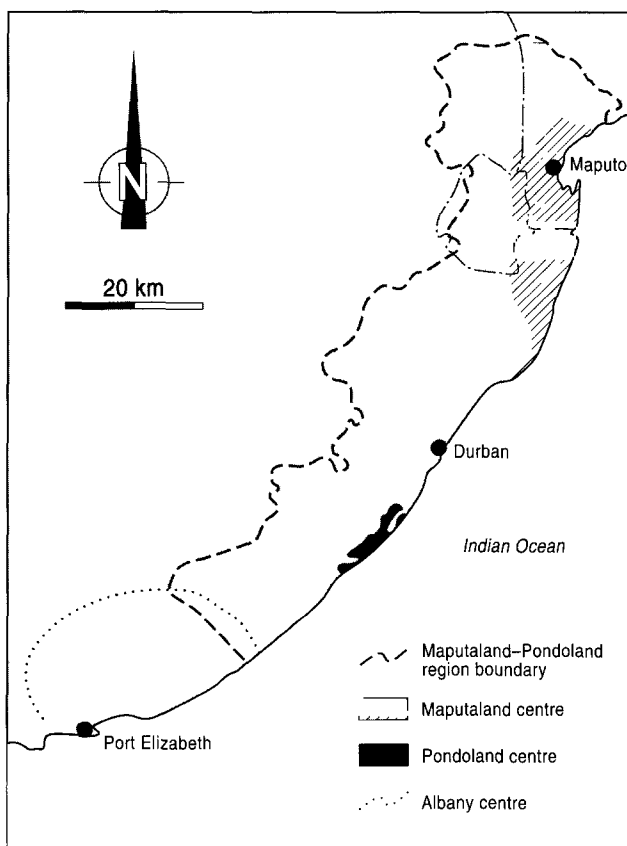 N
Maputo
20 km
Durban
Indian Ocean
Maputaland–Pondoland
region boundary
Maputaland centre
Port Elizabeth
Pondoland centre
Albany centre